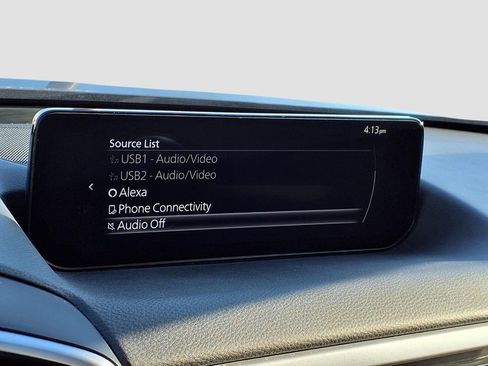 4:13pm
Source List
USB1 - Audio/Video
USB2 - Audio/Video
Alexa
Phone Connectivity
Audio Off